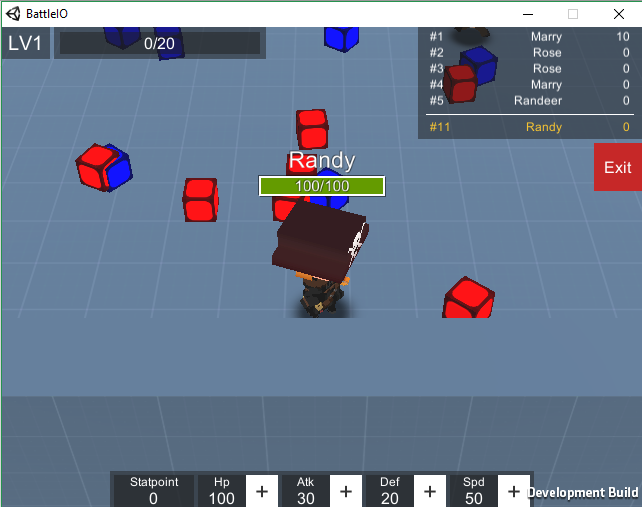 BattleIO
LV1
0/20
#1 Marry 10
#2 Rose 0
#3 Rose 0
#4 Marry 0
#5 Randeer 0
#11 Randy 0
Exit
Randy
100/100
Statpoint
0
Hp
100
+
Atk
30
+
Def
20
+
Spd
50
+
Development Build